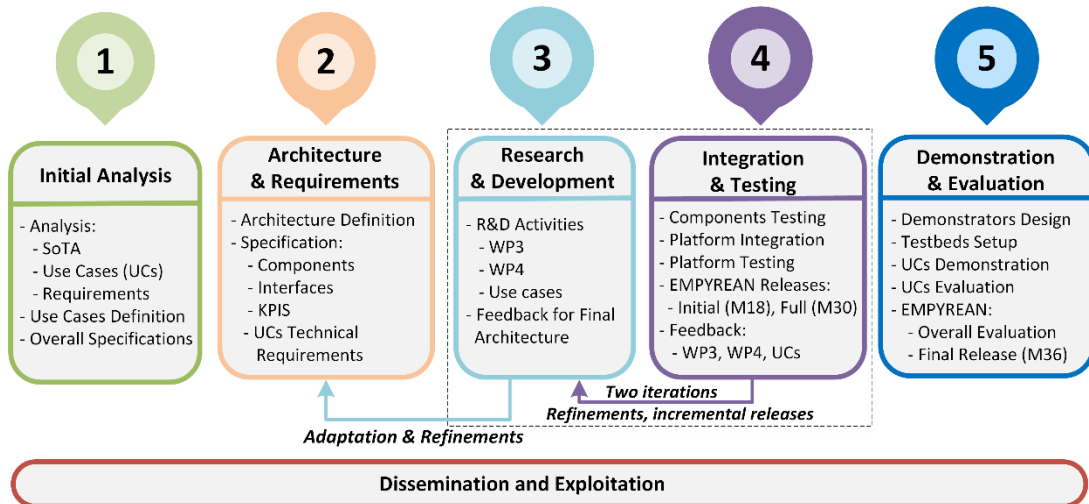 1
2
3
4
5
Initial Analysis
- Analysis:
- SoTA
- Use Cases (UCs)
- Requirements
- Use Cases Definition
- Overall Specifications
Architecture
& Requirements
- Architecture Definition
- Specification:
- Components
- Interfaces
- KPIS
- UCs Technical
Requirements
Research
& Development
- R&D Activities
- WP3
- WP4
- Use cases
- Feedback for Final
Architecture
Integration
& Testing
- Components Testing
- Platform Integration
- Platform Testing
- EMPYREAN Releases:
- Initial (M18), Full (M30)
- Feedback:
- WP3, WP4, UCs
Demonstration
& Evaluation
- Demonstrators Design
- Testbeds Setup
- UCs Demonstration
- UCs Evaluation
- EMPYREAN:
- Overall Evaluation
- Final Release (M36)
Two iterations
Refinements, incremental releases
Adaptation & Refinements
Dissemination and Exploitation